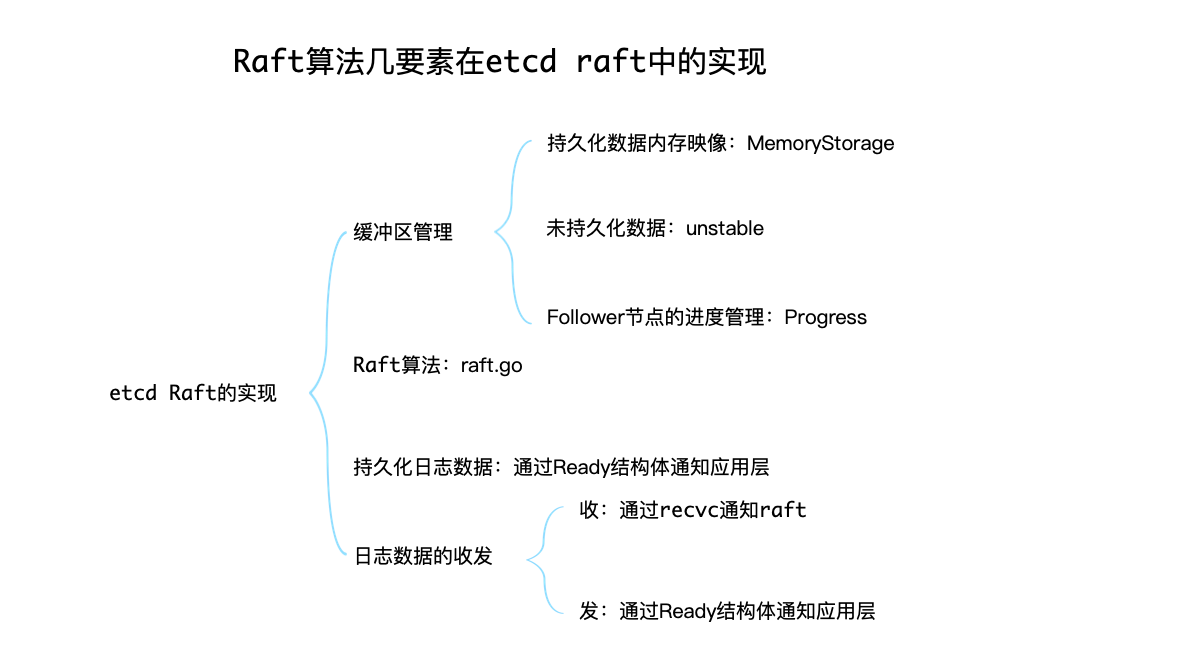 Raft算法几要素在etcd raft中的实现
持久化数据内存映像：MemoryStorage
缓冲区管理
未持久化数据：unstable
Follower节点的进度管理：Progress
Raft算法：raft.go
etcd Raft的实现
持久化日志数据：通过Ready结构体通知应用层
收：通过recvc通知raft
日志数据的收发
发：通过Ready结构体通知应用层